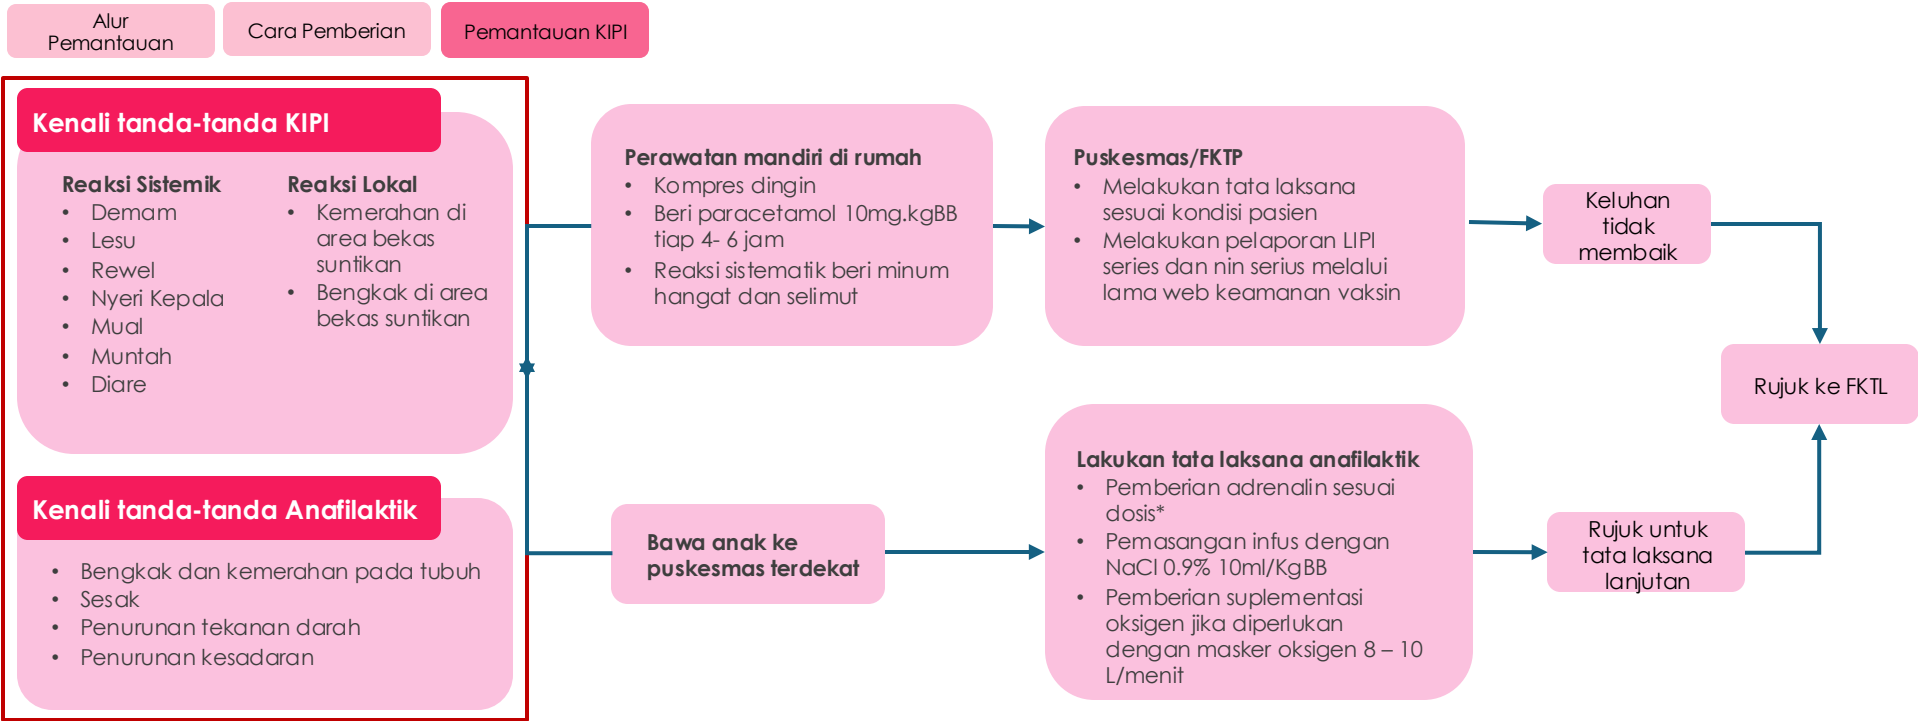 Alur
Pemantauan
Cara Pemberian
Pemantauan KIPI
Kenali tanda-tanda KIPI
Reaksi Sistemik
• Demam
• Lesu
• Rewel
• Nyeri Kepala
• Mual
• Muntah
• Diare
Reaksi Lokal
• Kemerahan di
area bekas
suntikan
• Bengkak di area
bekas suntikan
Kenali tanda-tanda Anafilaktik
• Bengkak dan kemerahan pada tubuh
• Sesak
• Penurunan tekanan darah
• Penurunan kesadaran
Perawatan mandiri di rumah
• Kompres dingin
• Beri paracetamol 10mg.kgBB
tiap 4- 6 jam
• Reaksi sistematik beri minum
hangat dan selimut
Puskesmas/FKTP
• Melakukan tata laksana
sesuai kondisi pasien
• Melakukan pelaporan LIPI
series dan nin serius melalui
lama web keamanan vaksin
Keluhan
tidak
membaik
Rujuk ke FKTL
Bawa anak ke
puskesmas terdekat
Lakukan tata laksana anafilaktik
• Pemberian adrenalin sesuai
dosis*
• Pemasangan infus dengan
NaCl 0.9% 10ml/KgBB
• Pemberian suplementasi
oksigen jika diperlukan
dengan masker oksigen 8 – 10
L/menit
Rujuk untuk
tata laksana
lanjutan